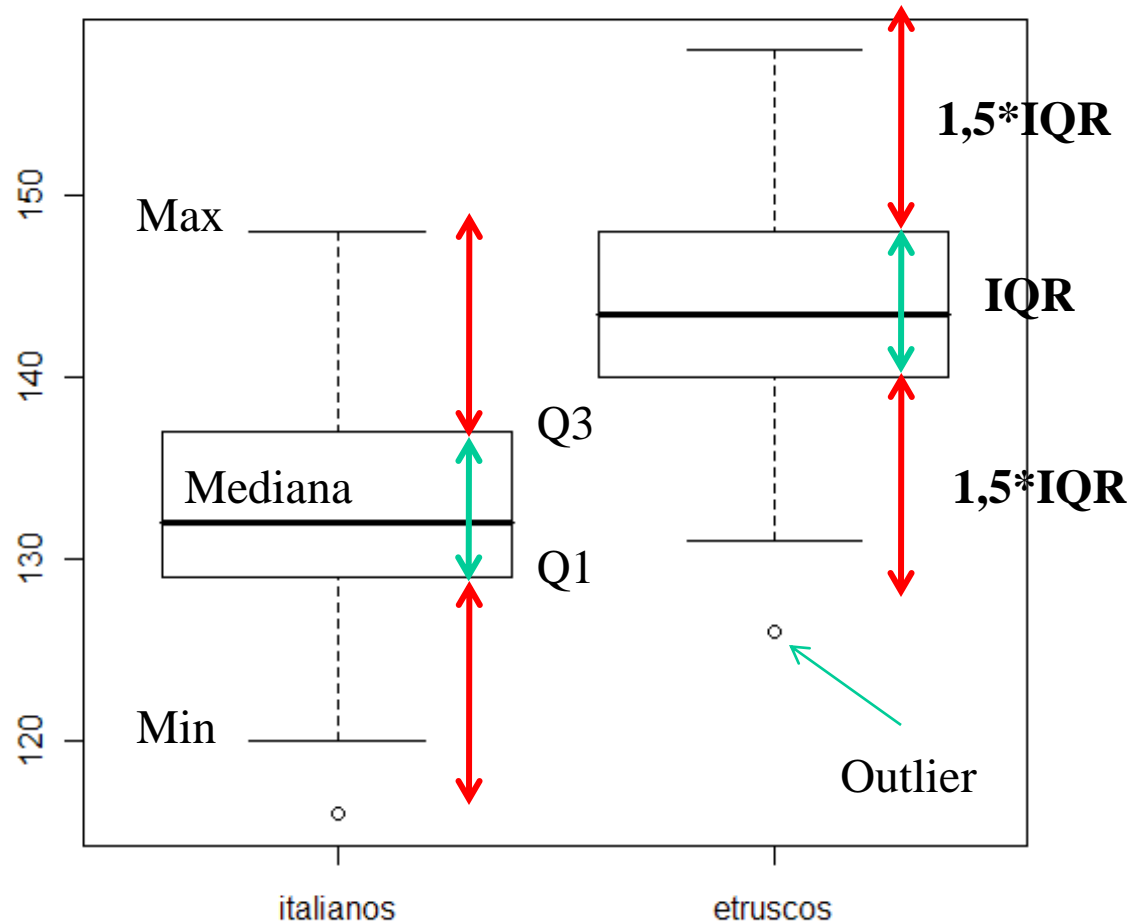 1,5*IQR
150
Max
IQR
140
Q3
Mediana
1,5*IQR
130
Q1
120
Min
Outlier
italianos
etruscos